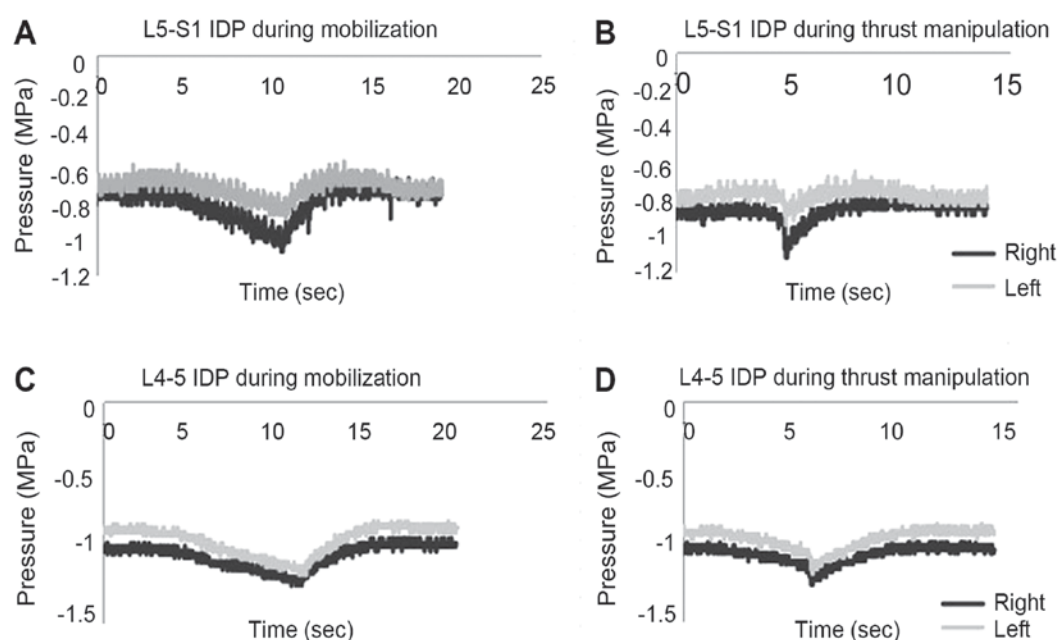 A
L5-S1 IDP during mobilization
0
0 5 10 15 20 25
-0.2
-0.4
-0.6
-0.8
-1
-1.2
Pressure (MPa)
Time (sec)
B
L5-S1 IDP during thrust manipulation
0
0 5 10 15
-0.2
-0.4
-0.6
-0.8
-1
-1.2
Pressure (MPa)
Time (sec)
Right
Left
C
L4-5 IDP during mobilization
0
0 5 10 15 20 25
-0.5
-1
-1.5
Pressure (MPa)
Time (sec)
D
L4-5 IDP during thrust manipulation
0
0 5 10 15
-0.5
-1
-1.5
Pressure (MPa)
Time (sec)
Right
Left